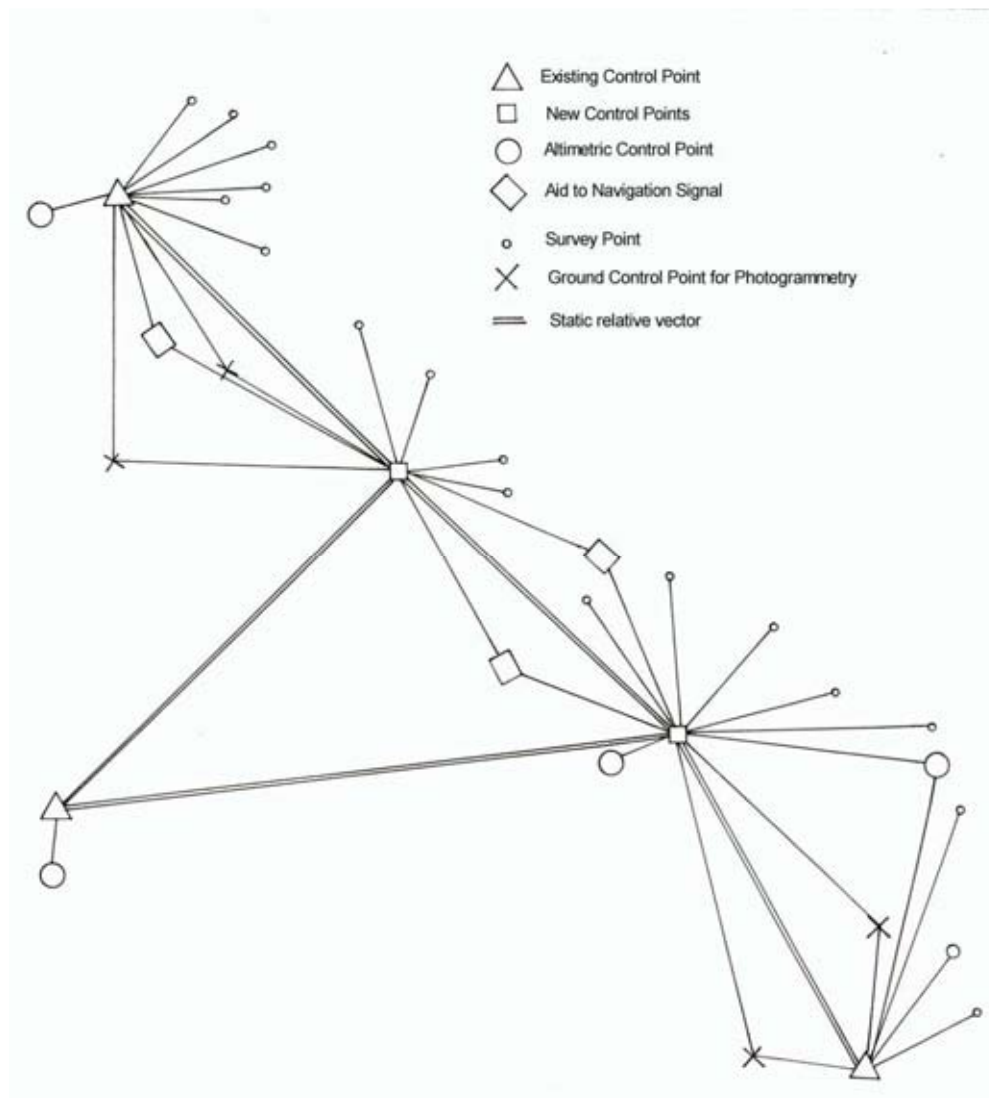 Existing Control Point
New Control Points
Altimetric Control Point
Aid to Navigation Signal
Survey Point
Ground Control Point for Photogrammetry
Static relative vector